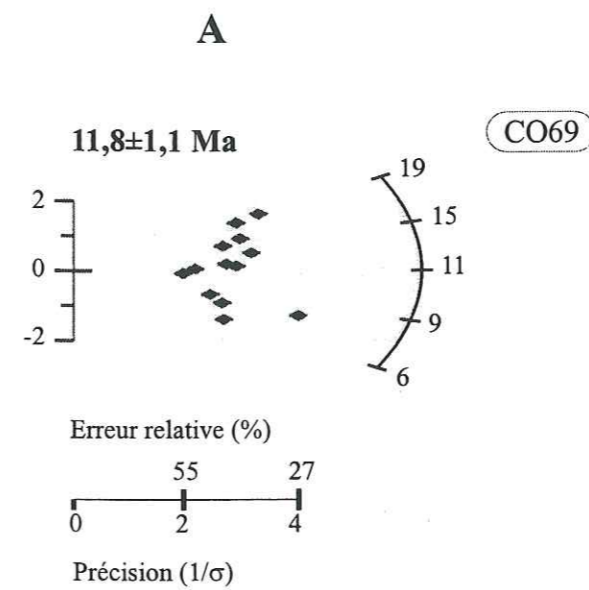 A
11,8±1,1 Ma
CO69
2
0
-2
19
15
11
9
6
Erreur relative (%)
55 27
0 2 4
Précision (1/σ)